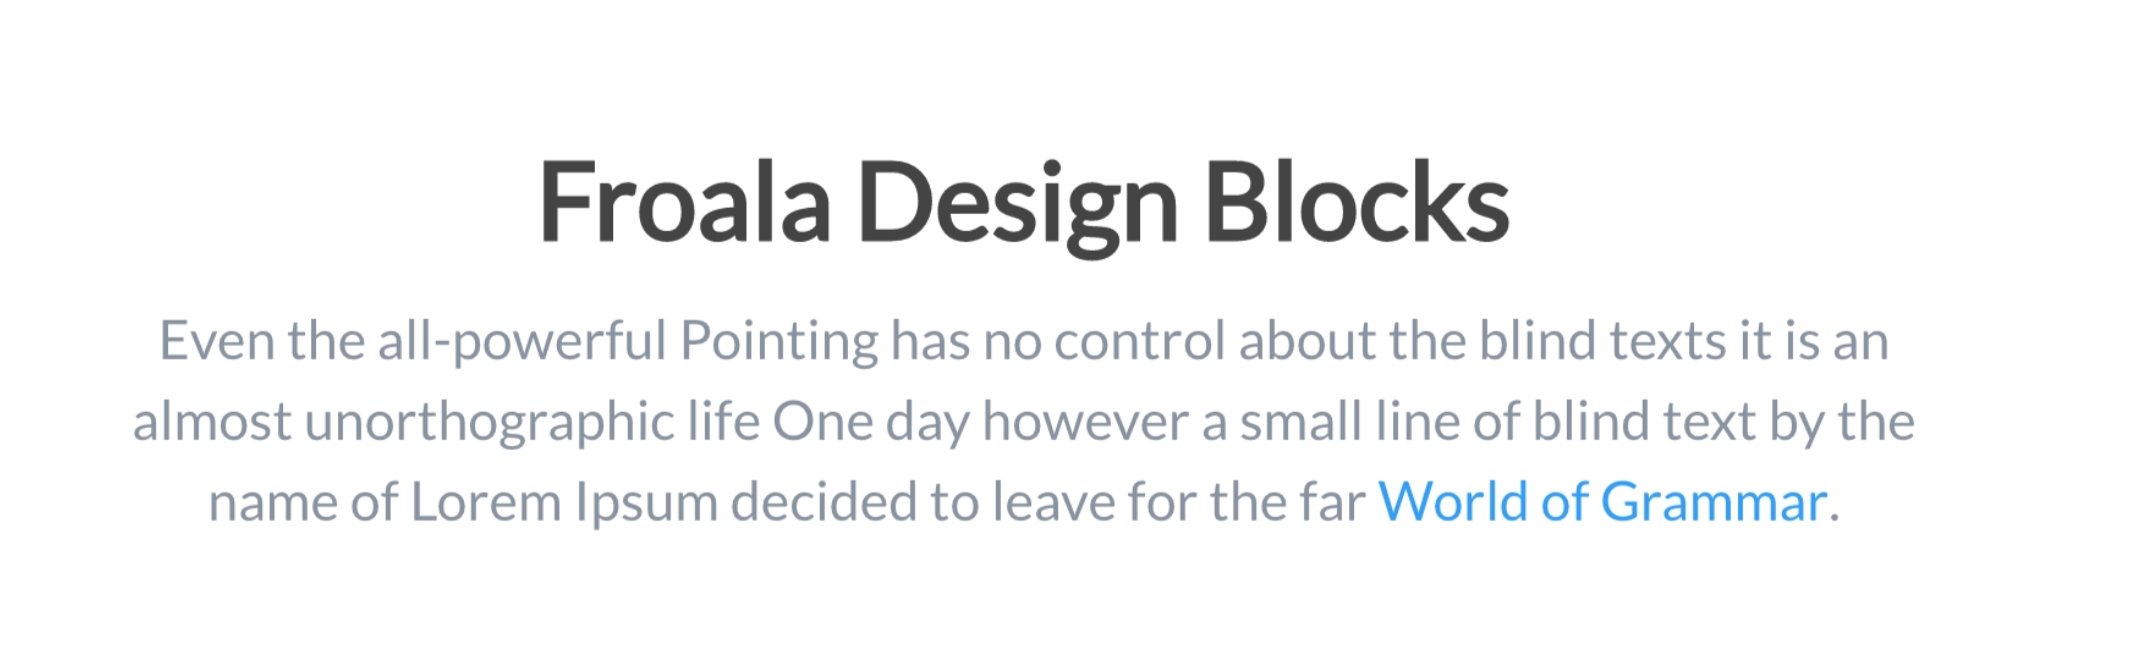 Froala Design Blocks
Even the all-powerful Pointing has no control about the blind texts it is an
almost unorthographic life One day however a small line of blind text by the
name of Lorem Ipsum decided to leave for the far World of Grammar.